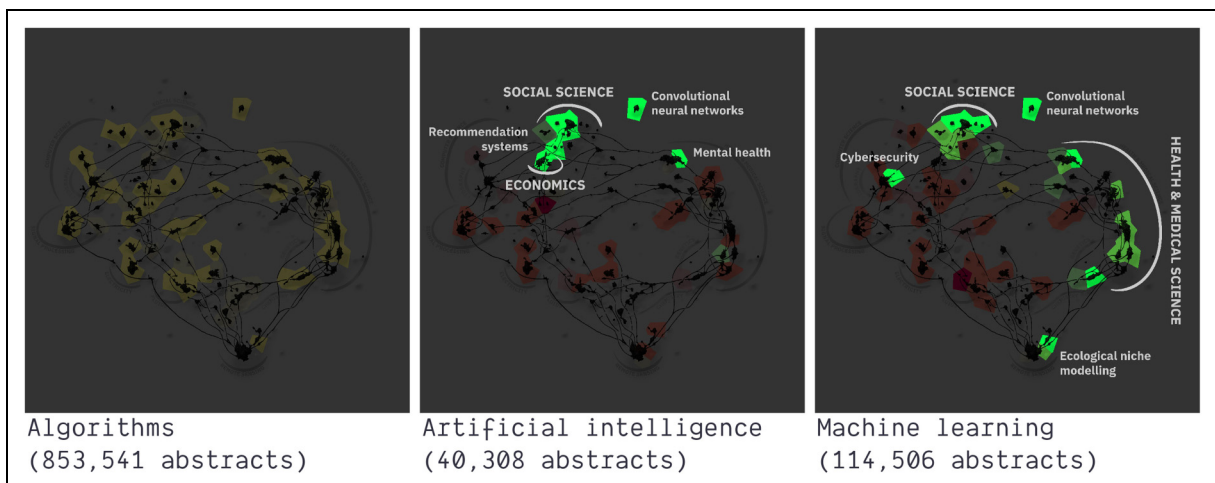 SOCIAL SCIENCE
Convolutional
neural networks
Recommendation
systems
Mental health
ECONOMICS
SOCIAL SCIENCE
Convolutional
neural networks
Cybersecurity
HEALTH & MEDICAL SCIENCE
Ecological niche
modelling
Algorithms
(853,541 abstracts)
Artificial intelligence
(40,308 abstracts)
Machine learning
(114,506 abstracts)